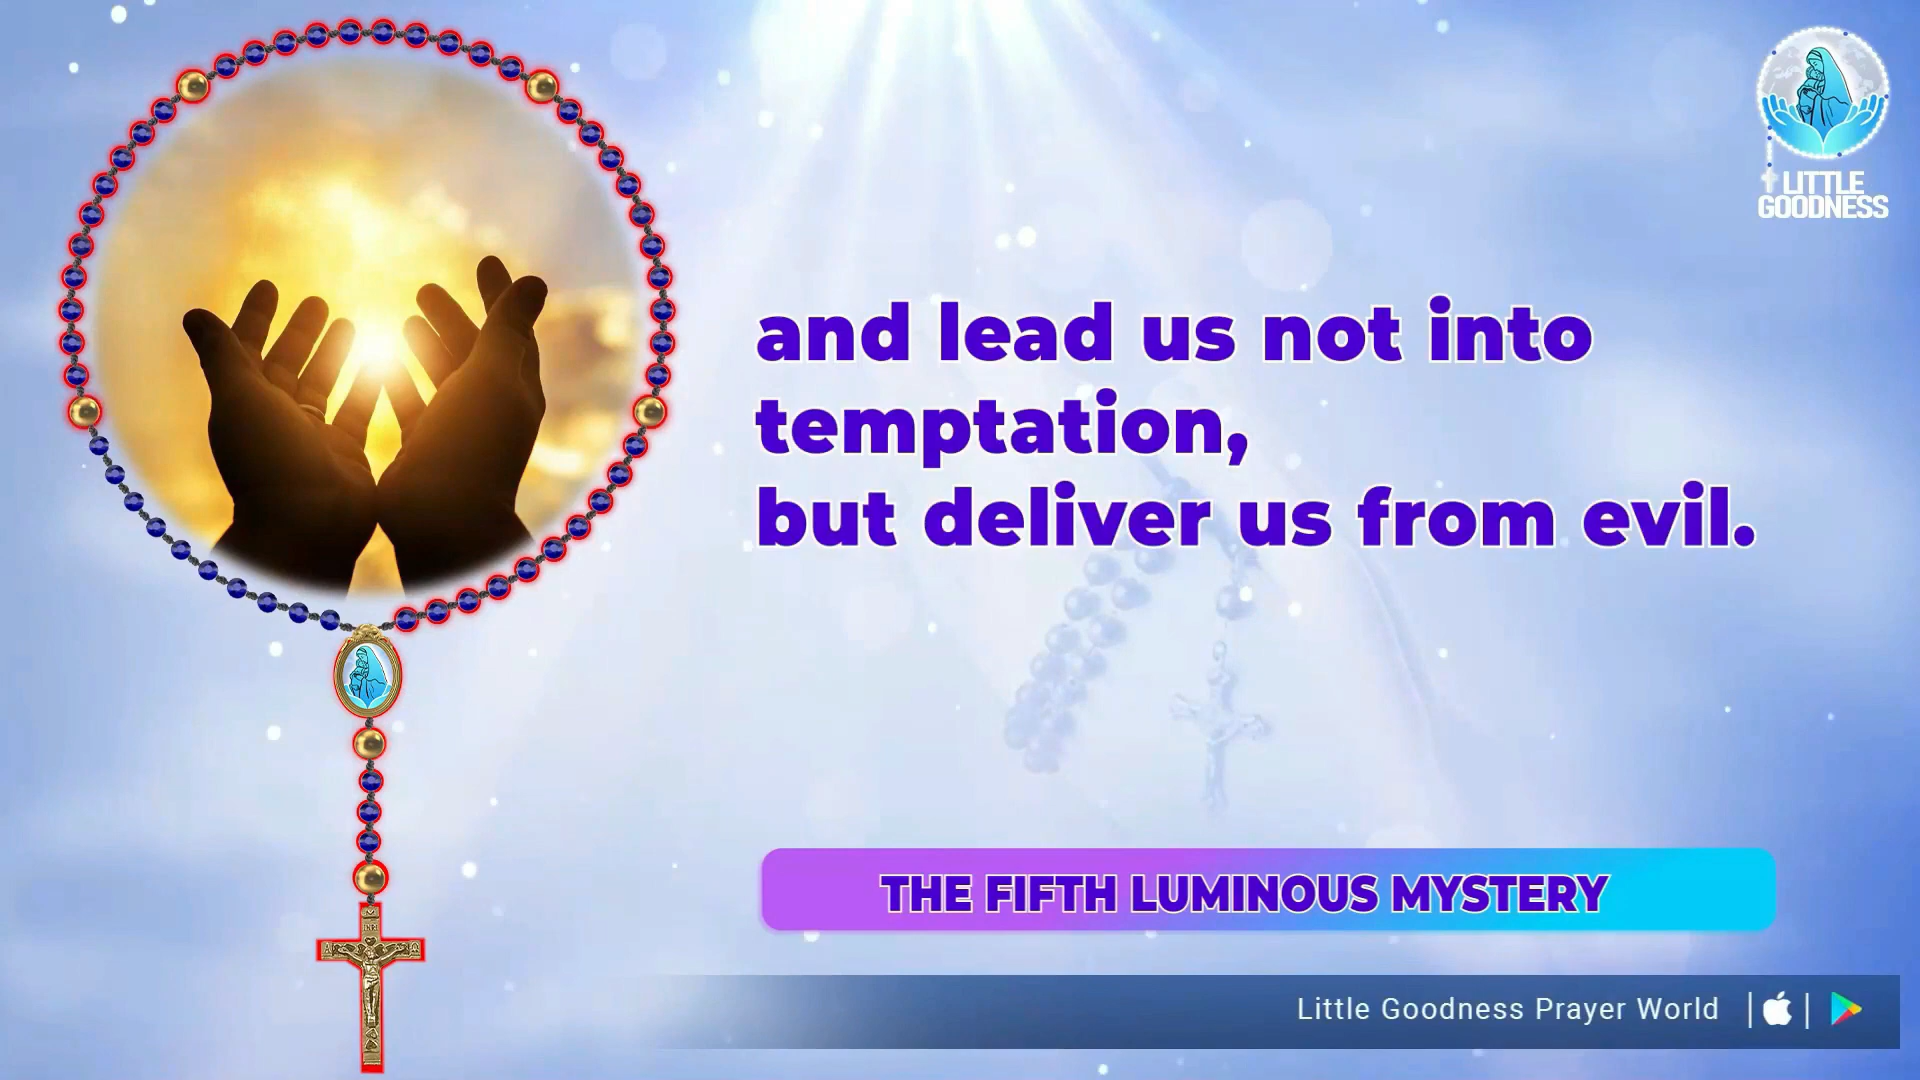 LITTLE
GOODNESS
and lead us not into
temptation,
but deliver us from evil.
THE FIFTH LUMINOUS MYSTERY
Little Goodness Prayer World
INRI
A
Ω